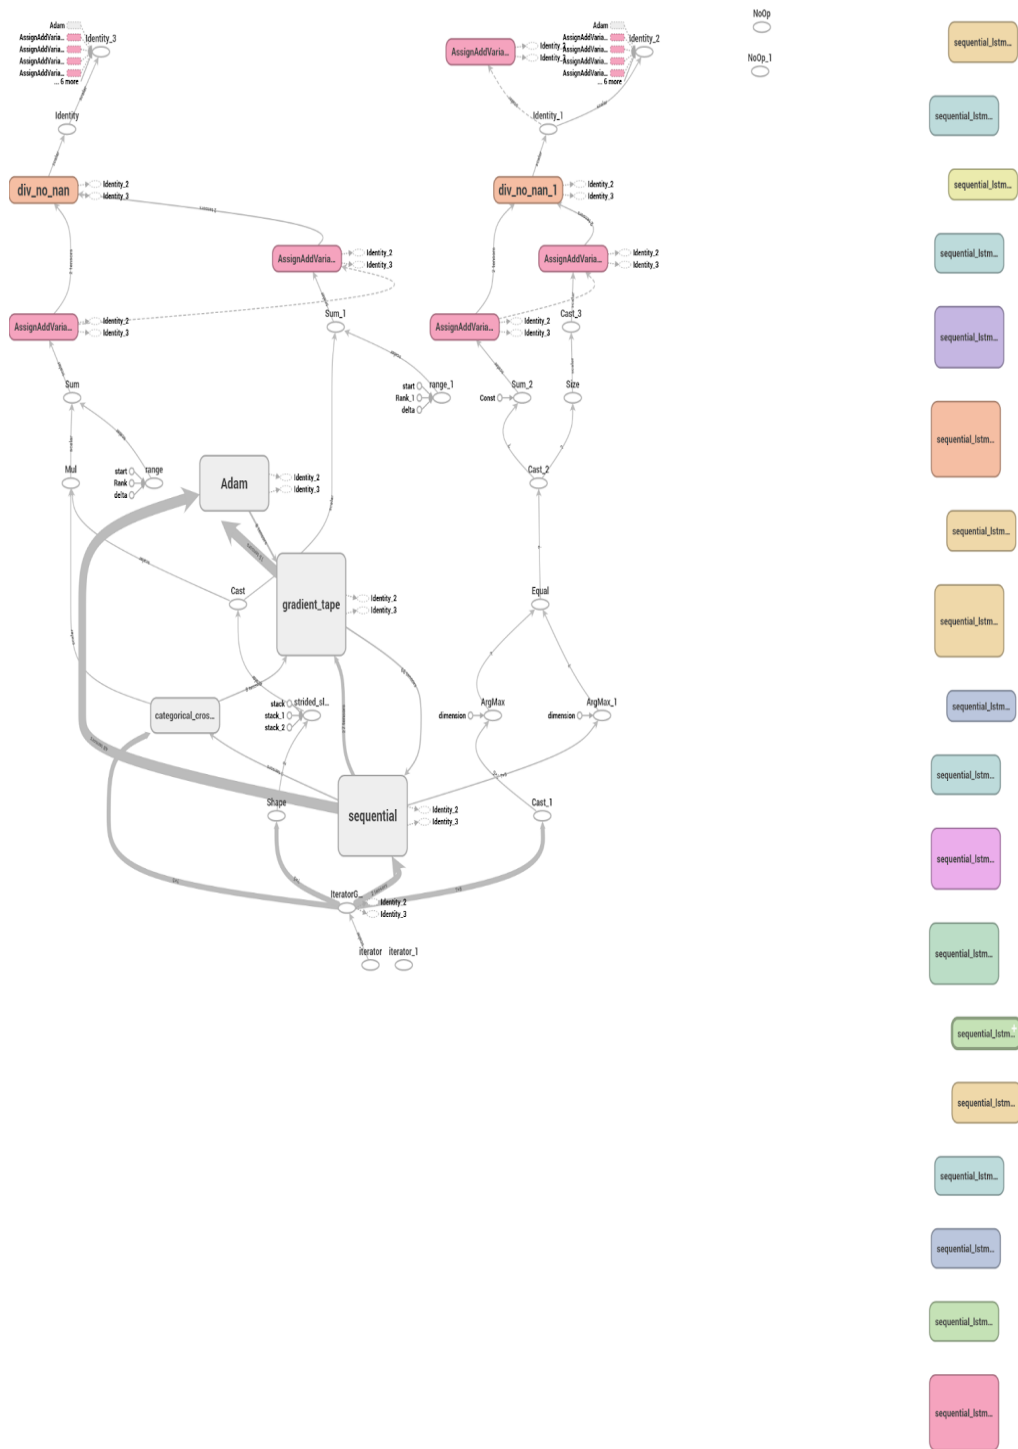 NoOp
Adam
Identity_3
AssignAddVaria...
AssignAddVaria...
AssignAddVaria...
AssignAddVaria...
... 6 more
AssignAddVaria...
Adam
Identity_2
AssignAddVaria...
AssignAddVaria...
AssignAddVaria...
AssignAddVaria...
... 6 more
sequential_lstm...
NoOp_1
Identity
Identity_1
sequential_lstm...
div_no_nan
Identity_2
Identity_3
div_no_nan_1
Identity_2
Identity_3
sequential_lstm...
AssignAddVaria...
Identity_2
Identity_3
AssignAddVaria...
Identity_2
Identity_3
sequential_lstm...
AssignAddVaria...
Identity_2
Identity_3
Sum_1
AssignAddVaria...
Identity_2
Identity_3
Cast_3
sequential_lstm...
Sum
start
Rank_1
delta
range_1
Const
Sum_2
Size
sequential_lstm...
Mul
start
Rank
delta
range
Adam
Identity_2
Identity_3
Cast_2
sequential_lstm...
Cast
gradient_tape
Identity_2
Identity_3
Equal
sequential_lstm...
categorical_cros...
stack
stack_1
stack_2
strided_sl...
dimension
ArgMax
dimension
ArgMax_1
sequential_lstm...
sequential_lstm...
Shape
sequential
Identity_2
Identity_3
Cast_1
sequential_lstm...
IteratorG...
Identity_2
Identity_3
iterator
iterator_1
sequential_lstm...
sequential_lstm...
sequential_lstm...
sequential_lstm...
sequential_lstm...
sequential_lstm...
sequential_lstm...